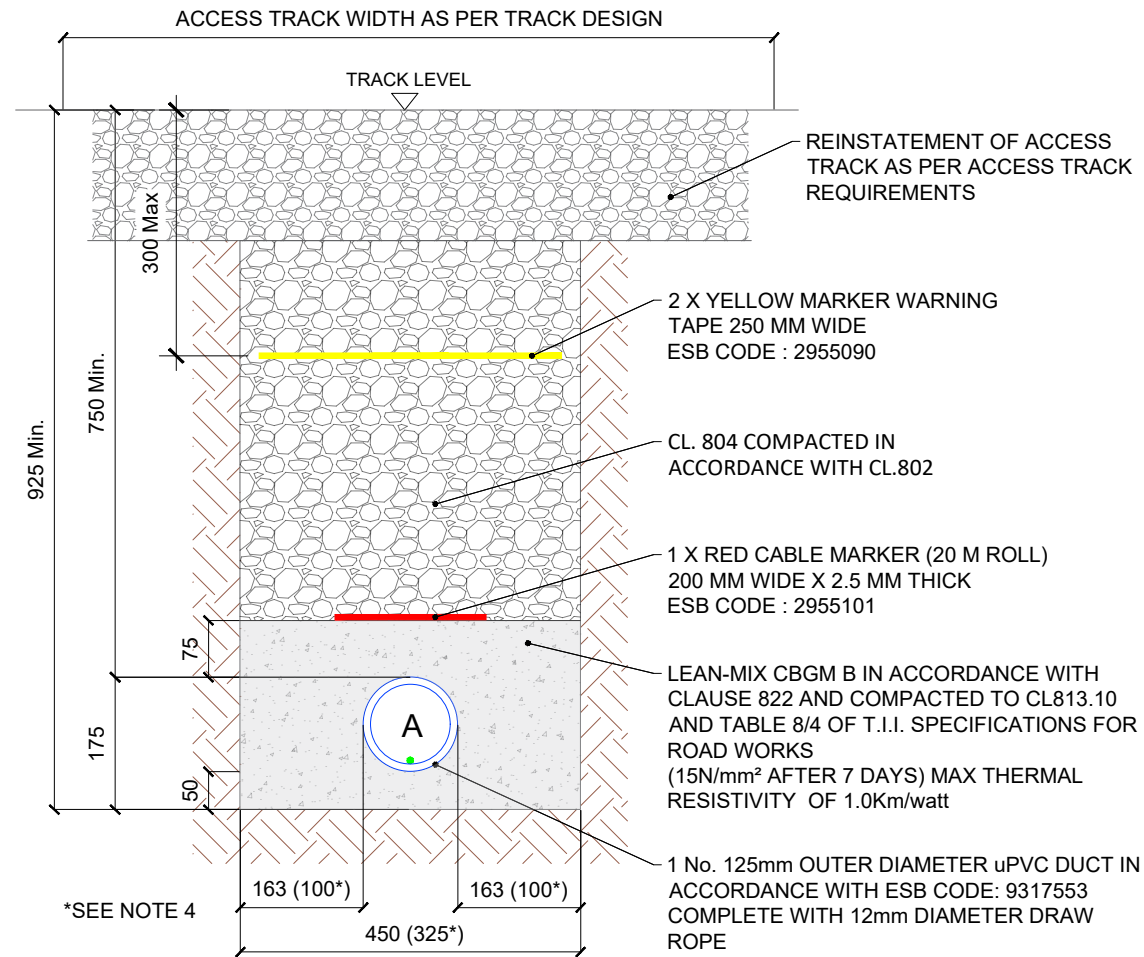 ACCESS TRACK WIDTH AS PER TRACK DESIGN
TRACK LEVEL
REINSTATEMENT OF ACCESS
TRACK AS PER ACCESS TRACK
REQUIREMENTS
300 Max
2 X YELLOW MARKER WARNING
TAPE 250 MM WIDE
ESB CODE : 2955090
750 Min.
925 Min.
CL. 804 COMPACTED IN
ACCORDANCE WITH CL.802
1 X RED CABLE MARKER (20 M ROLL)
200 MM WIDE X 2.5 MM THICK
ESB CODE : 2955101
75
LEAN-MIX CBGM B IN ACCORDANCE WITH
CLAUSE 822 AND COMPACTED TO CL813.10
AND TABLE 8/4 OF T.I.I. SPECIFICATIONS FOR
ROAD WORKS
(15N/mm² AFTER 7 DAYS) MAX THERMAL
RESISTIVITY OF 1.0Km/watt
A
175
50
1 No. 125mm OUTER DIAMETER uPVC DUCT IN
ACCORDANCE WITH ESB CODE: 9317553
COMPLETE WITH 12mm DIAMETER DRAW
ROPE
163 (100*)
163 (100*)
*SEE NOTE 4
450 (325*)